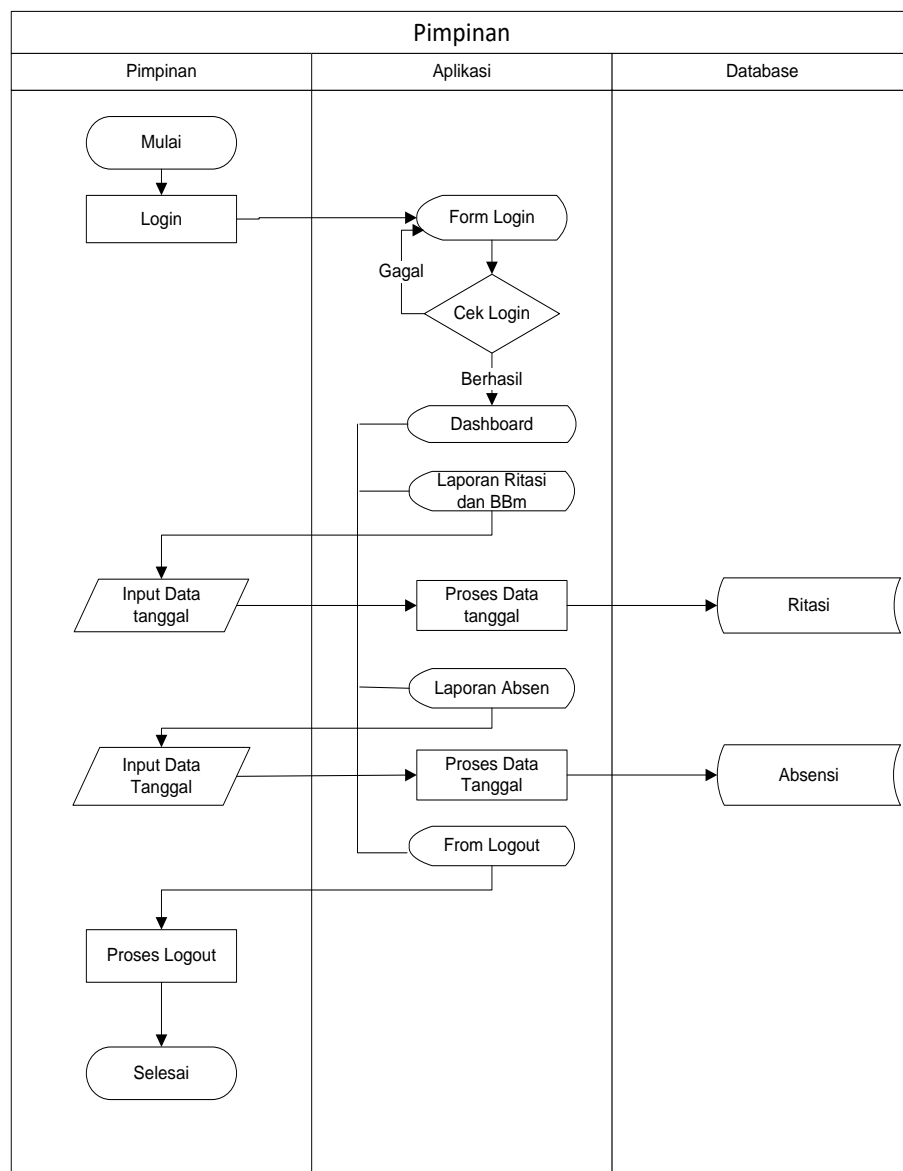 Pimpinan
Pimpinan
Aplikasi
Database
Mulai
Login
Form Login
Gagal
Cek Login
Berhasil
Dashboard
Laporan Ritasi
dan BBm
Input Data
tanggal
Proses Data
tanggal
Ritasi
Laporan Absen
Input Data
Tanggal
Proses Data
Tanggal
Absensi
From Logout
Proses Logout
Selesai